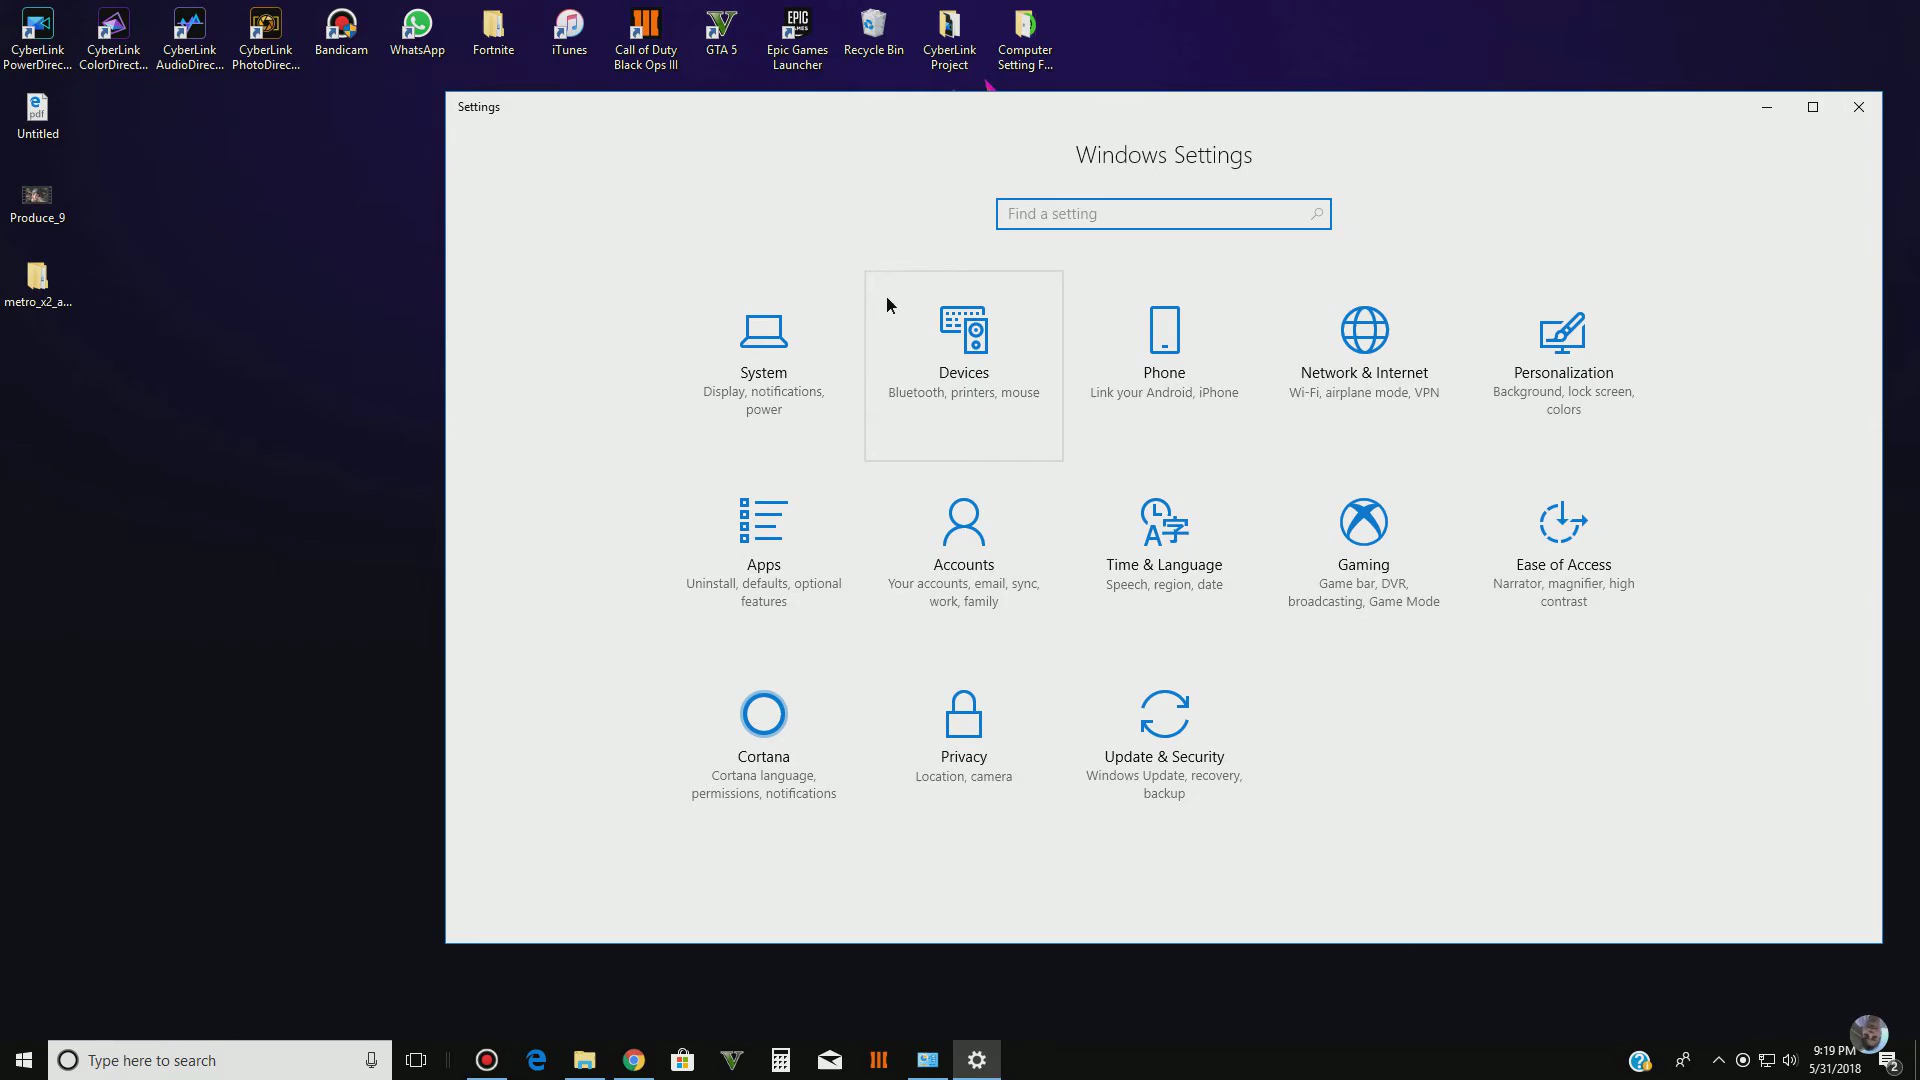 CyberLink PowerDirec...
CyberLink ColorDirect...
CyberLink AudioDirec...
CyberLink PhotoDirec...
Bandicam
WhatsApp
Fortnite
iTunes
Call of Duty Black Ops III
GTA 5
EPIC GAMES
Epic Games Launcher
Recycle Bin
CyberLink Project
Computer Setting F...
pdf
Untitled
Produce_9
metro_x2_a...
Settings
Windows Settings
Find a setting
System
Display, notifications,
power
Devices
Bluetooth, printers, mouse
Phone
Link your Android, iPhone
Network & Internet
Wi-Fi, airplane mode, VPN
Personalization
Background, lock screen,
colors
Apps
Uninstall, defaults, optional
features
Accounts
Your accounts, email, sync,
work, family
A字
Time & Language
Speech, region, date
Gaming
Game bar, DVR,
broadcasting, Game Mode
Ease of Access
Narrator, magnifier, high
contrast
Cortana
Cortana language,
permissions, notifications
Privacy
Location, camera
Update & Security
Windows Update, recovery,
backup
Type here to search
9:19 PM
5/31/2018
2